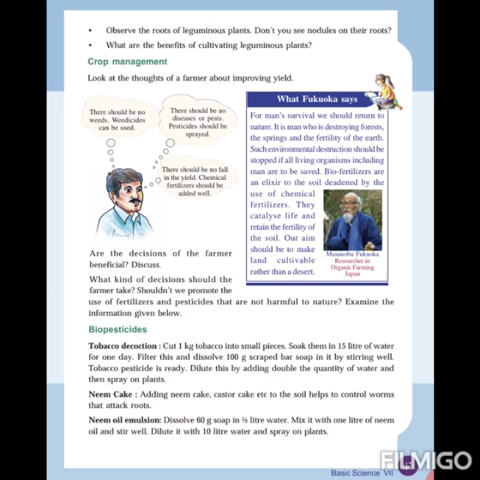 • Observe the roots of leguminous plants. Don't you see nodules on their roots?
• What are the benefits of cultivating leguminous plants?
Crop management
Look at the thoughts of a farmer about improving yield.
There should be no
weeds. Weedicides
can be used.
There should be no
diseases or pests.
Pesticides should be
sprayed.
There should be no fall
in the yield. Chemical
fertilizers should be
added well.
What Fukuoka says
For man's survival we should return to
nature. It is man who is destroying forests,
the springs and the fertility of the earth.
Such environmental destruction should be
stopped if all living organisms including
man are to be saved. Bio-fertilizers are
an elixir to the soil deadened by the
use of chemical
fertilizers. They
catalyse life and
retain the fertility of
the soil. Our aim
should be to make
land cultivable
rather than a desert.
Masanobu Fukuoka
Researcher in
Organic Farming
Japan
Are the decisions of the farmer
beneficial? Discuss.
What kind of decisions should the
farmer take? Shouldn't we promote the
use of fertilizers and pesticides that are not harmful to nature? Examine the
information given below.
Biopesticides
Tobacco decoction : Cut 1 kg tobacco into small pieces. Soak them in 15 litre of water
for one day. Filter this and dissolve 100 g scraped bar soap in it by stirring well.
Tobacco pesticide is ready. Dilute this by adding double the quantity of water and
then spray on plants.
Neem Cake : Adding neem cake, castor cake etc to the soil helps to control worms
that attack roots.
Neem oil emulsion: Dissolve 60 g soap in ½ litre water. Mix it with one litre of neem
oil and stir well. Dilute it with 10 litre water and spray on plants.
Basic Science VII
FILMIGO